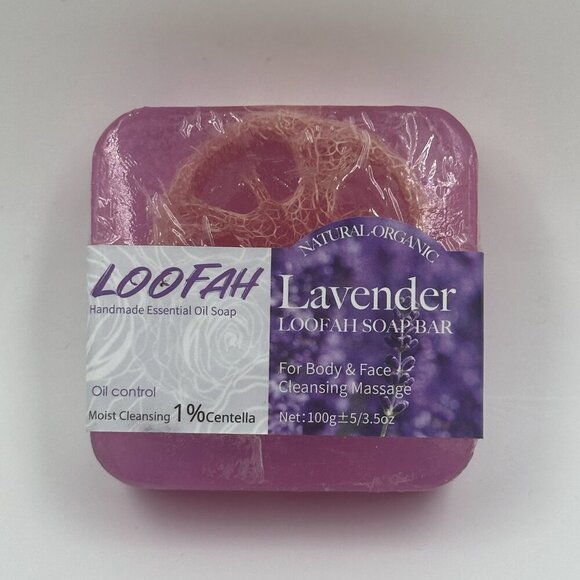 LOOFAH
Handmade Essential Oil Soap
Oil control
Moist Cleansing 1% Centella
NATURAL·ORGANIC
Lavender
LOOFAH SOAP BAR
For Body & Face
Cleansing Massage
Net:100g±5/3.5oz